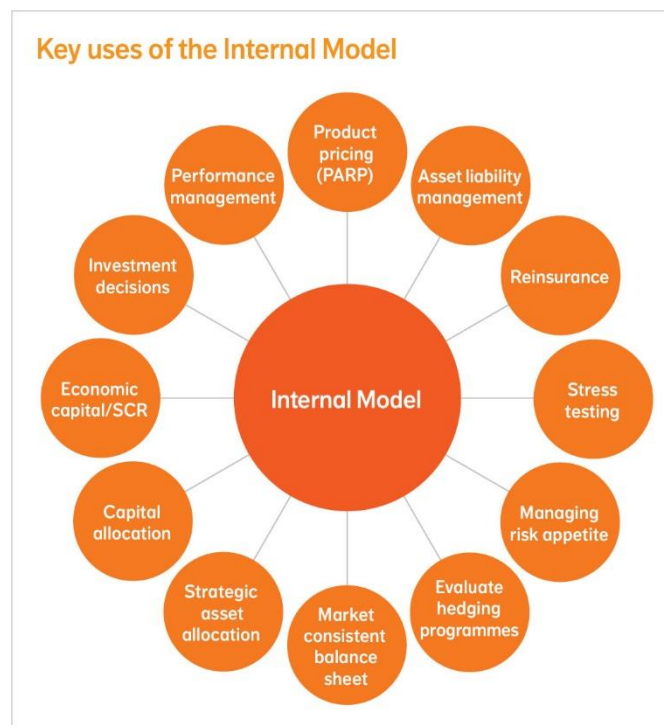 Key uses of the Internal Model
Product
pricing
(PARP)
Asset liability
management
Reinsurance
Stress
testing
Managing
risk appetite
Evaluate
hedging
programmes
Market
consistent
balance
sheet
Strategic
asset
allocation
Capital
allocation
Economic
capital/SCR
Investment
decisions
Performance
management
Internal Model